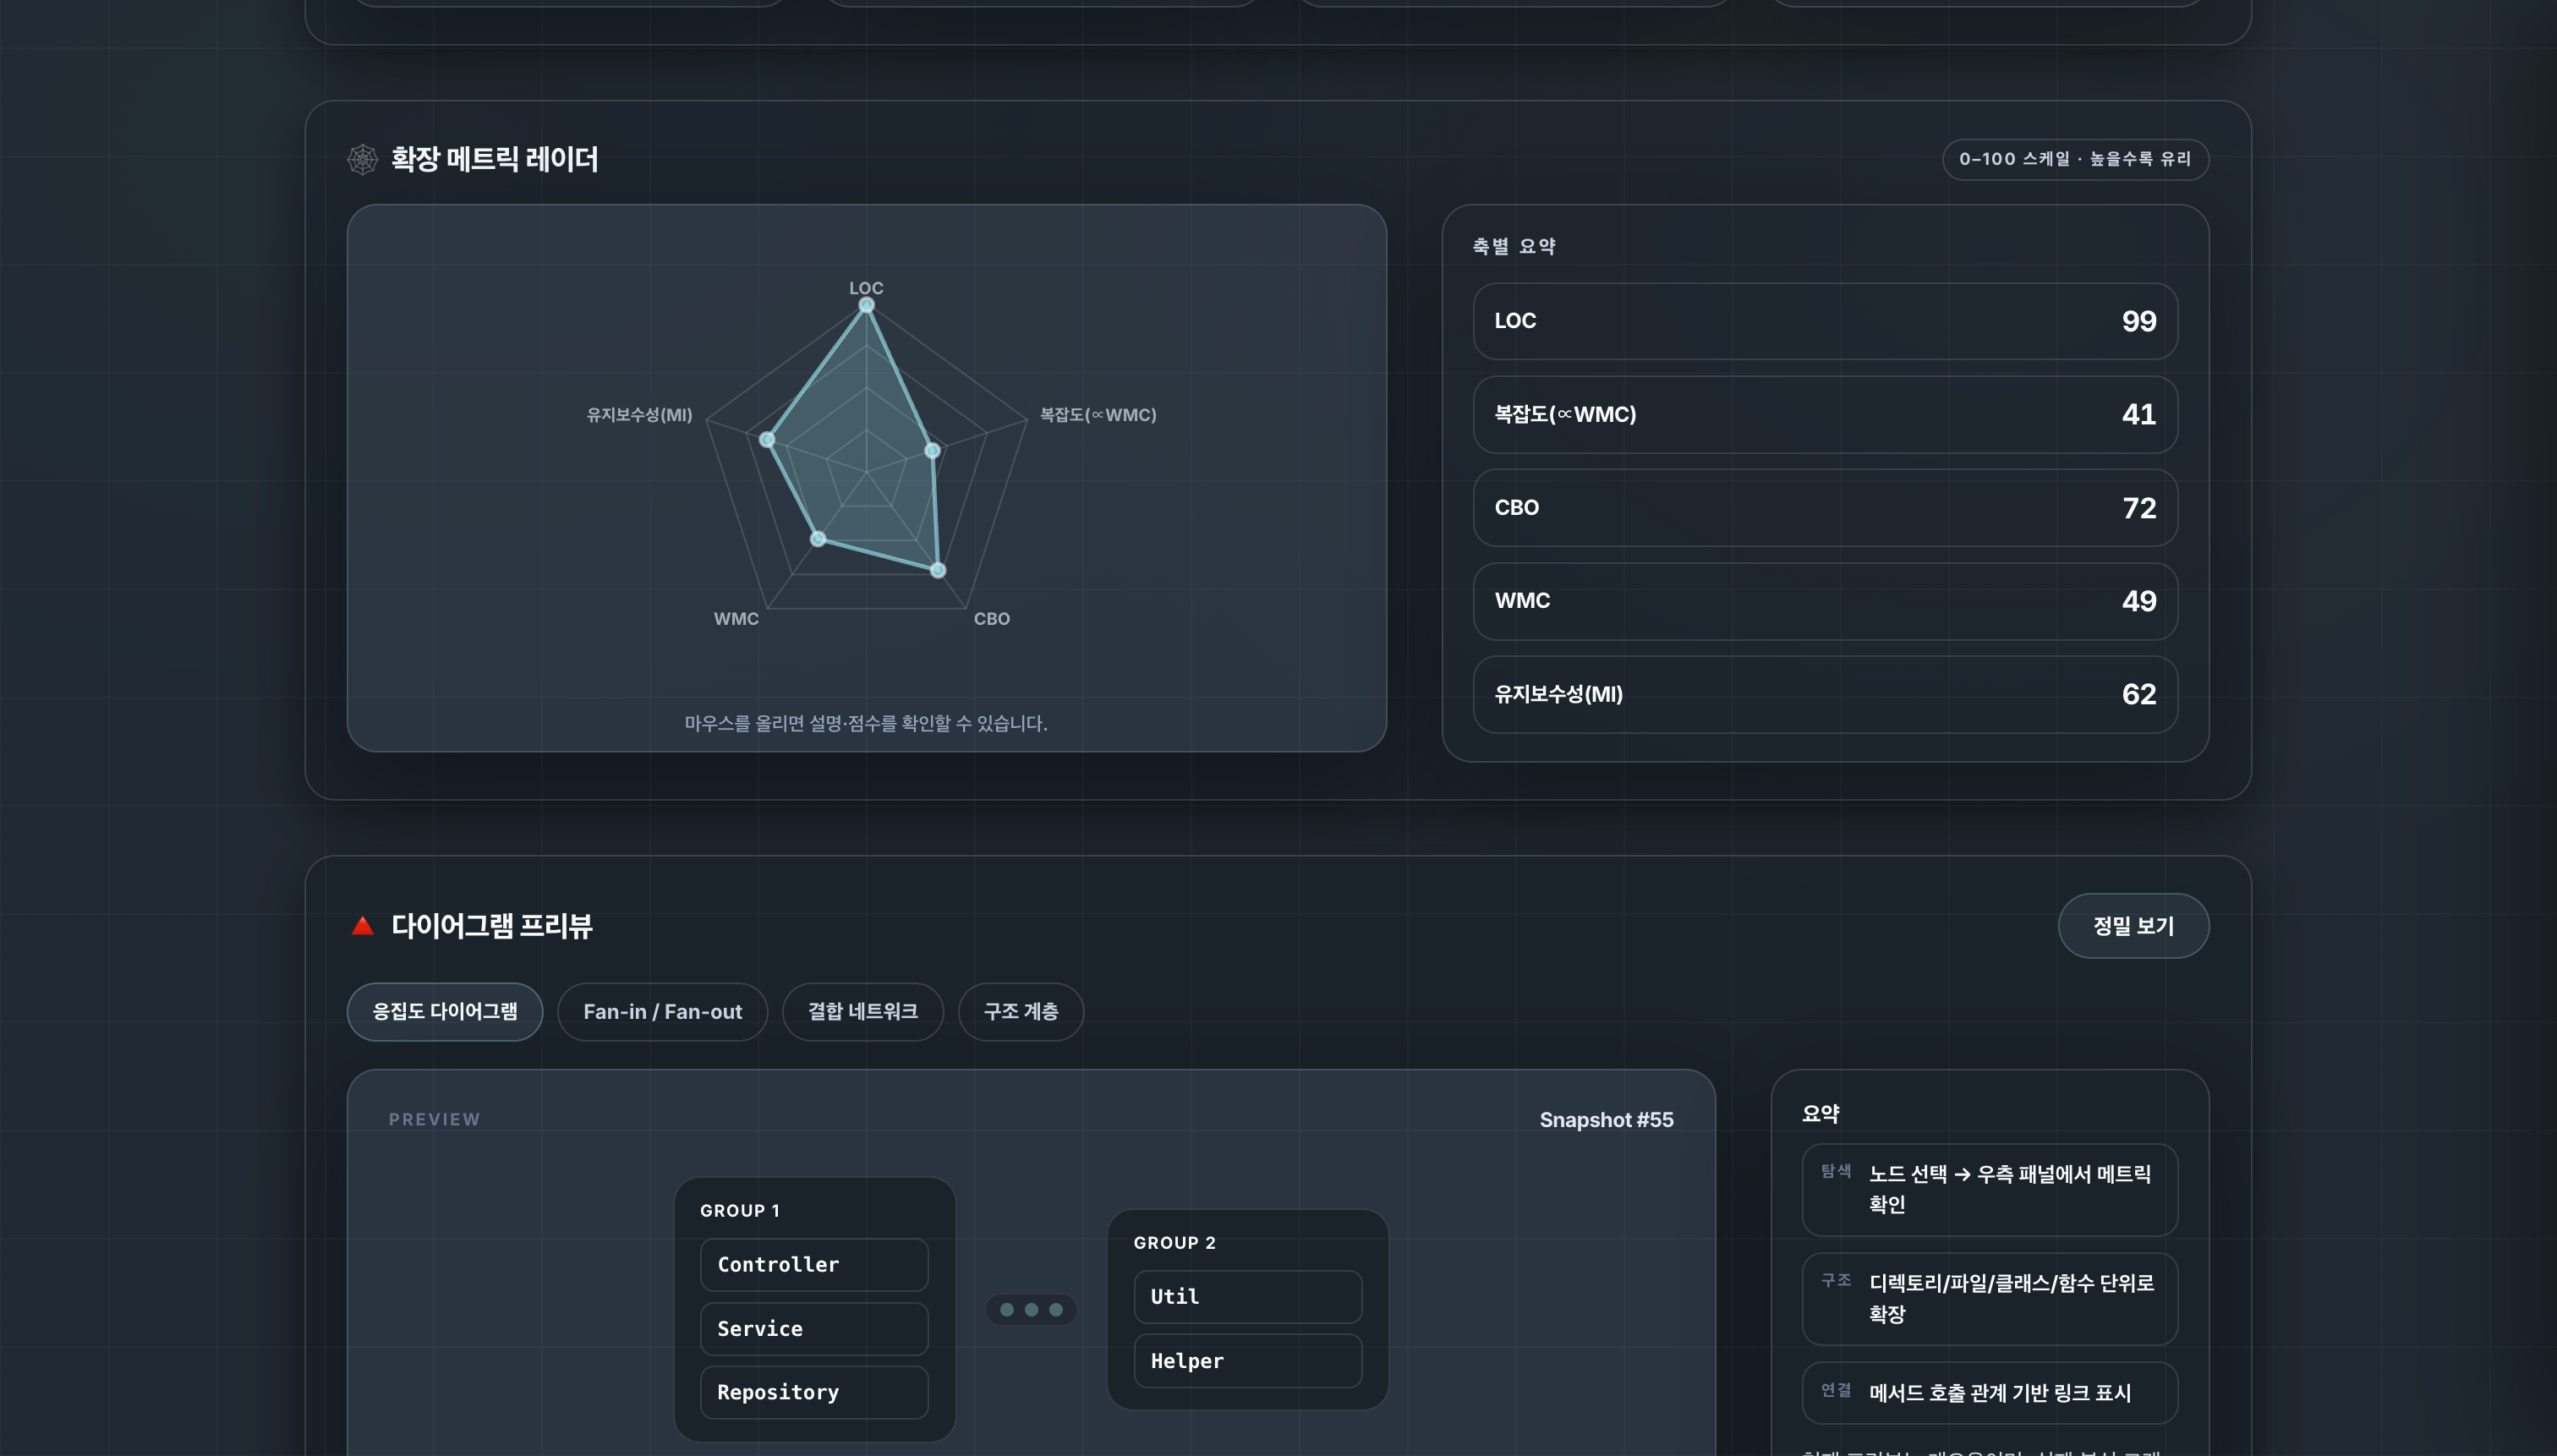 확장 메트릭 레이더
0–100 스케일 · 높을수록 유리
LOC
복잡도(∝WMC)
CBO
WMC
유지보수성(MI)
마우스를 올리면 설명·점수를 확인할 수 있습니다.
축별 요약
LOC 99
복잡도(∝WMC) 41
CBO 72
WMC 49
유지보수성(MI) 62
다이어그램 프리뷰
정밀 보기
응집도 다이어그램
Fan-in / Fan-out
결합 네트워크
구조 계층
PREVIEW
Snapshot #55
GROUP 1
Controller
Service
Repository
GROUP 2
Util
Helper
요약
탐색 노드 선택 → 우측 패널에서 메트릭
확인
구조 디렉토리/파일/클래스/함수 단위로
확장
연결 메서드 호출 관계 기반 링크 표시